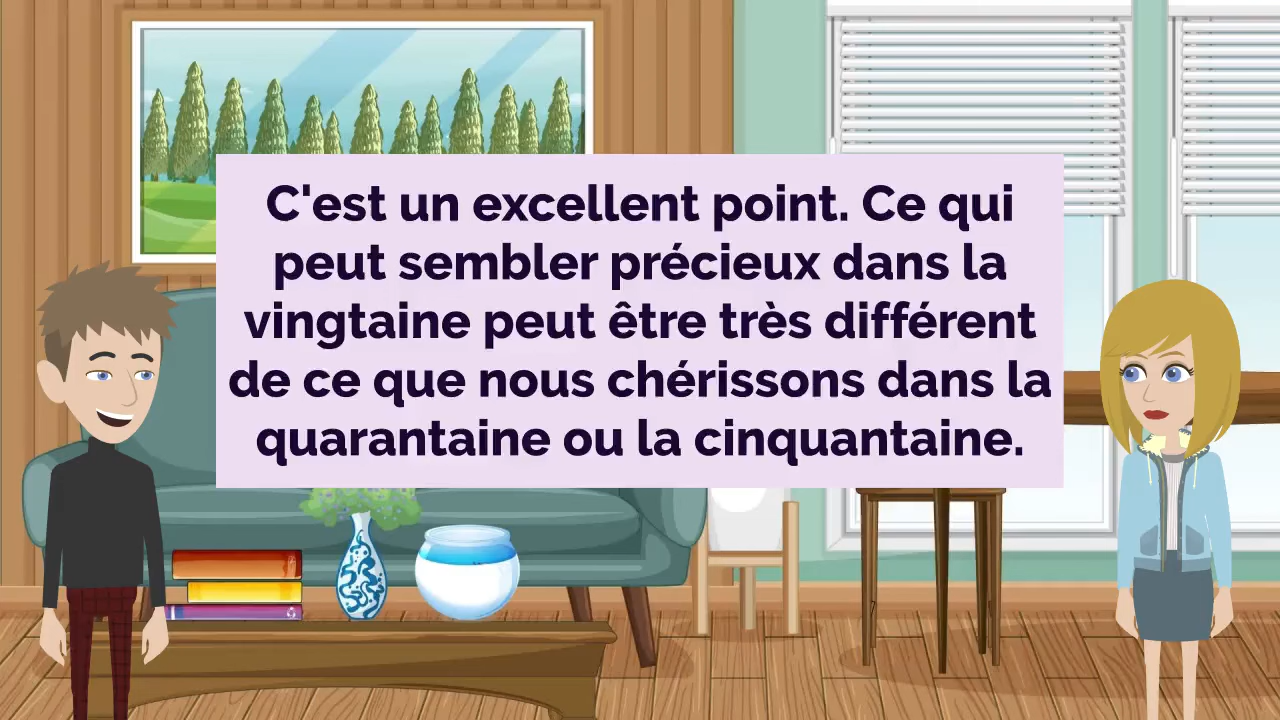 C'est un excellent point. Ce qui
peut sembler précieux dans la
vingtaine peut être très différent
de ce que nous chérissons dans la
quarantaine ou la cinquantaine.